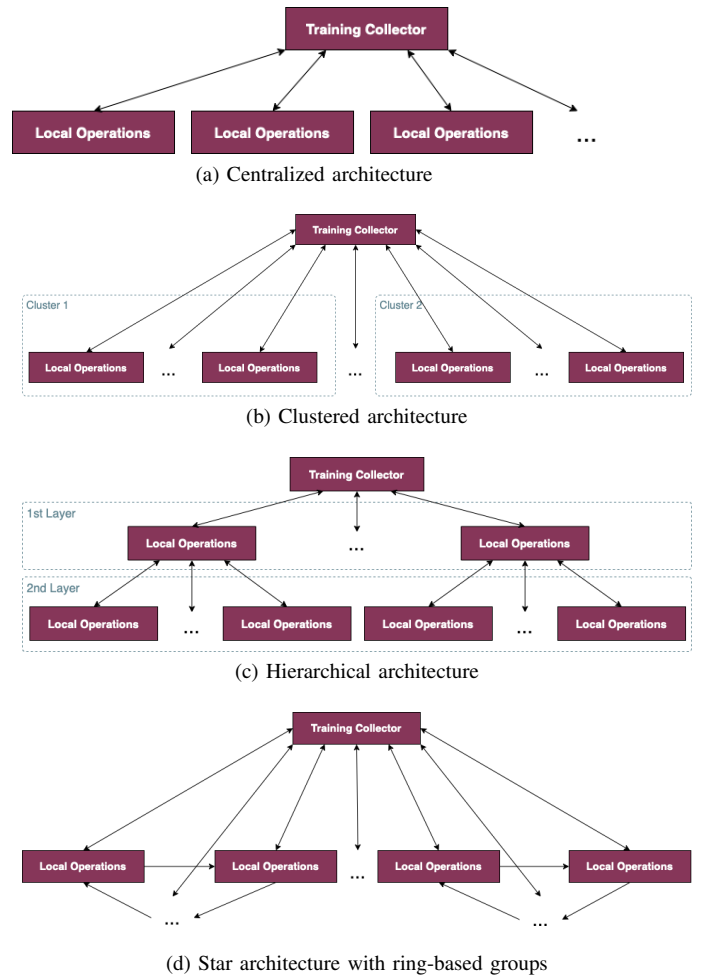 Training Collector
Local Operations Local Operations Local Operations ...
(a) Centralized architecture
Training Collector
Cluster 1 Cluster 2
Local Operations ... Local Operations ... Local Operations ... Local Operations
(b) Clustered architecture
Training Collector
1st Layer
Local Operations ... Local Operations
2nd Layer
Local Operations ... Local Operations Local Operations ... Local Operations
(c) Hierarchical architecture
Training Collector
Local Operations Local Operations ... Local Operations Local Operations
... ...
(d) Star architecture with ring-based groups